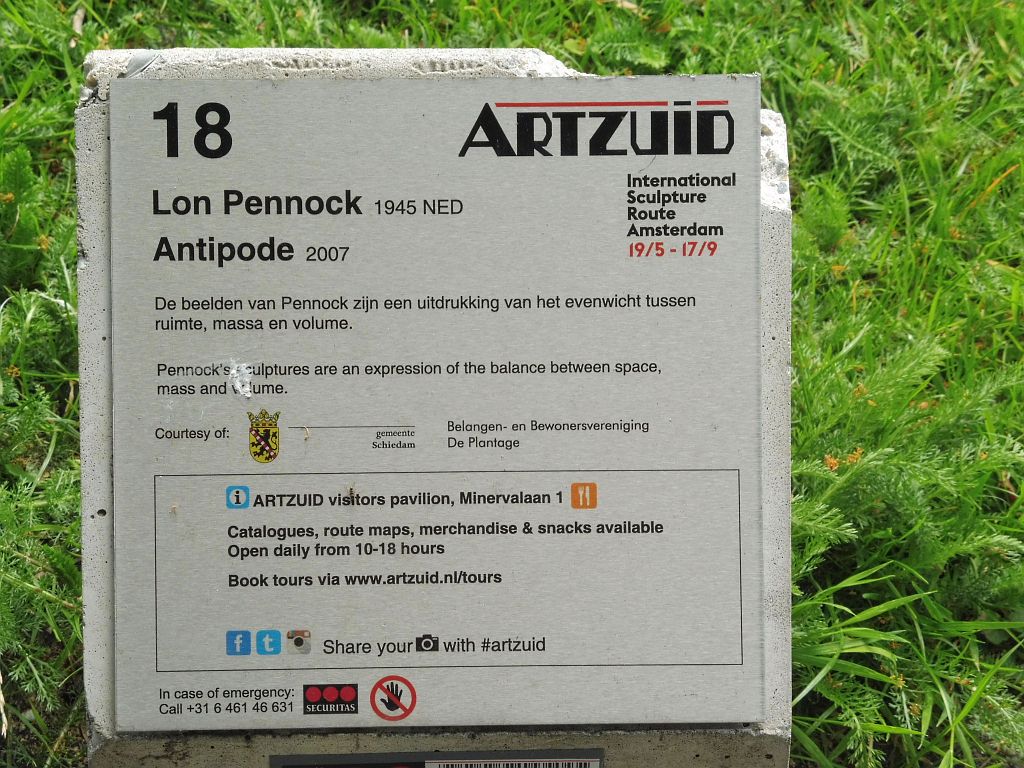 18
ARTZUID
International
Sculpture
Route
Amsterdam
19/5 - 17/9
Lon Pennock 1945 NED
Antipode 2007
De beelden van Pennock zijn een uitdrukking van het evenwicht tussen
ruimte, massa en volume.
Pennock's sculptures are an expression of the balance between space,
mass and volume.
Courtesy of:
gemeente
Schiedam
Belangen- en Bewonersvereniging
De Plantage
i ARTZUID visitors pavilion, Minervalaan 1
Catalogues, route maps, merchandise & snacks available
Open daily from 10-18 hours
Book tours via www.artzuid.nl/tours
f t Share your with #artzuid
In case of emergency:
Call +31 6 461 46 631
SECURITAS